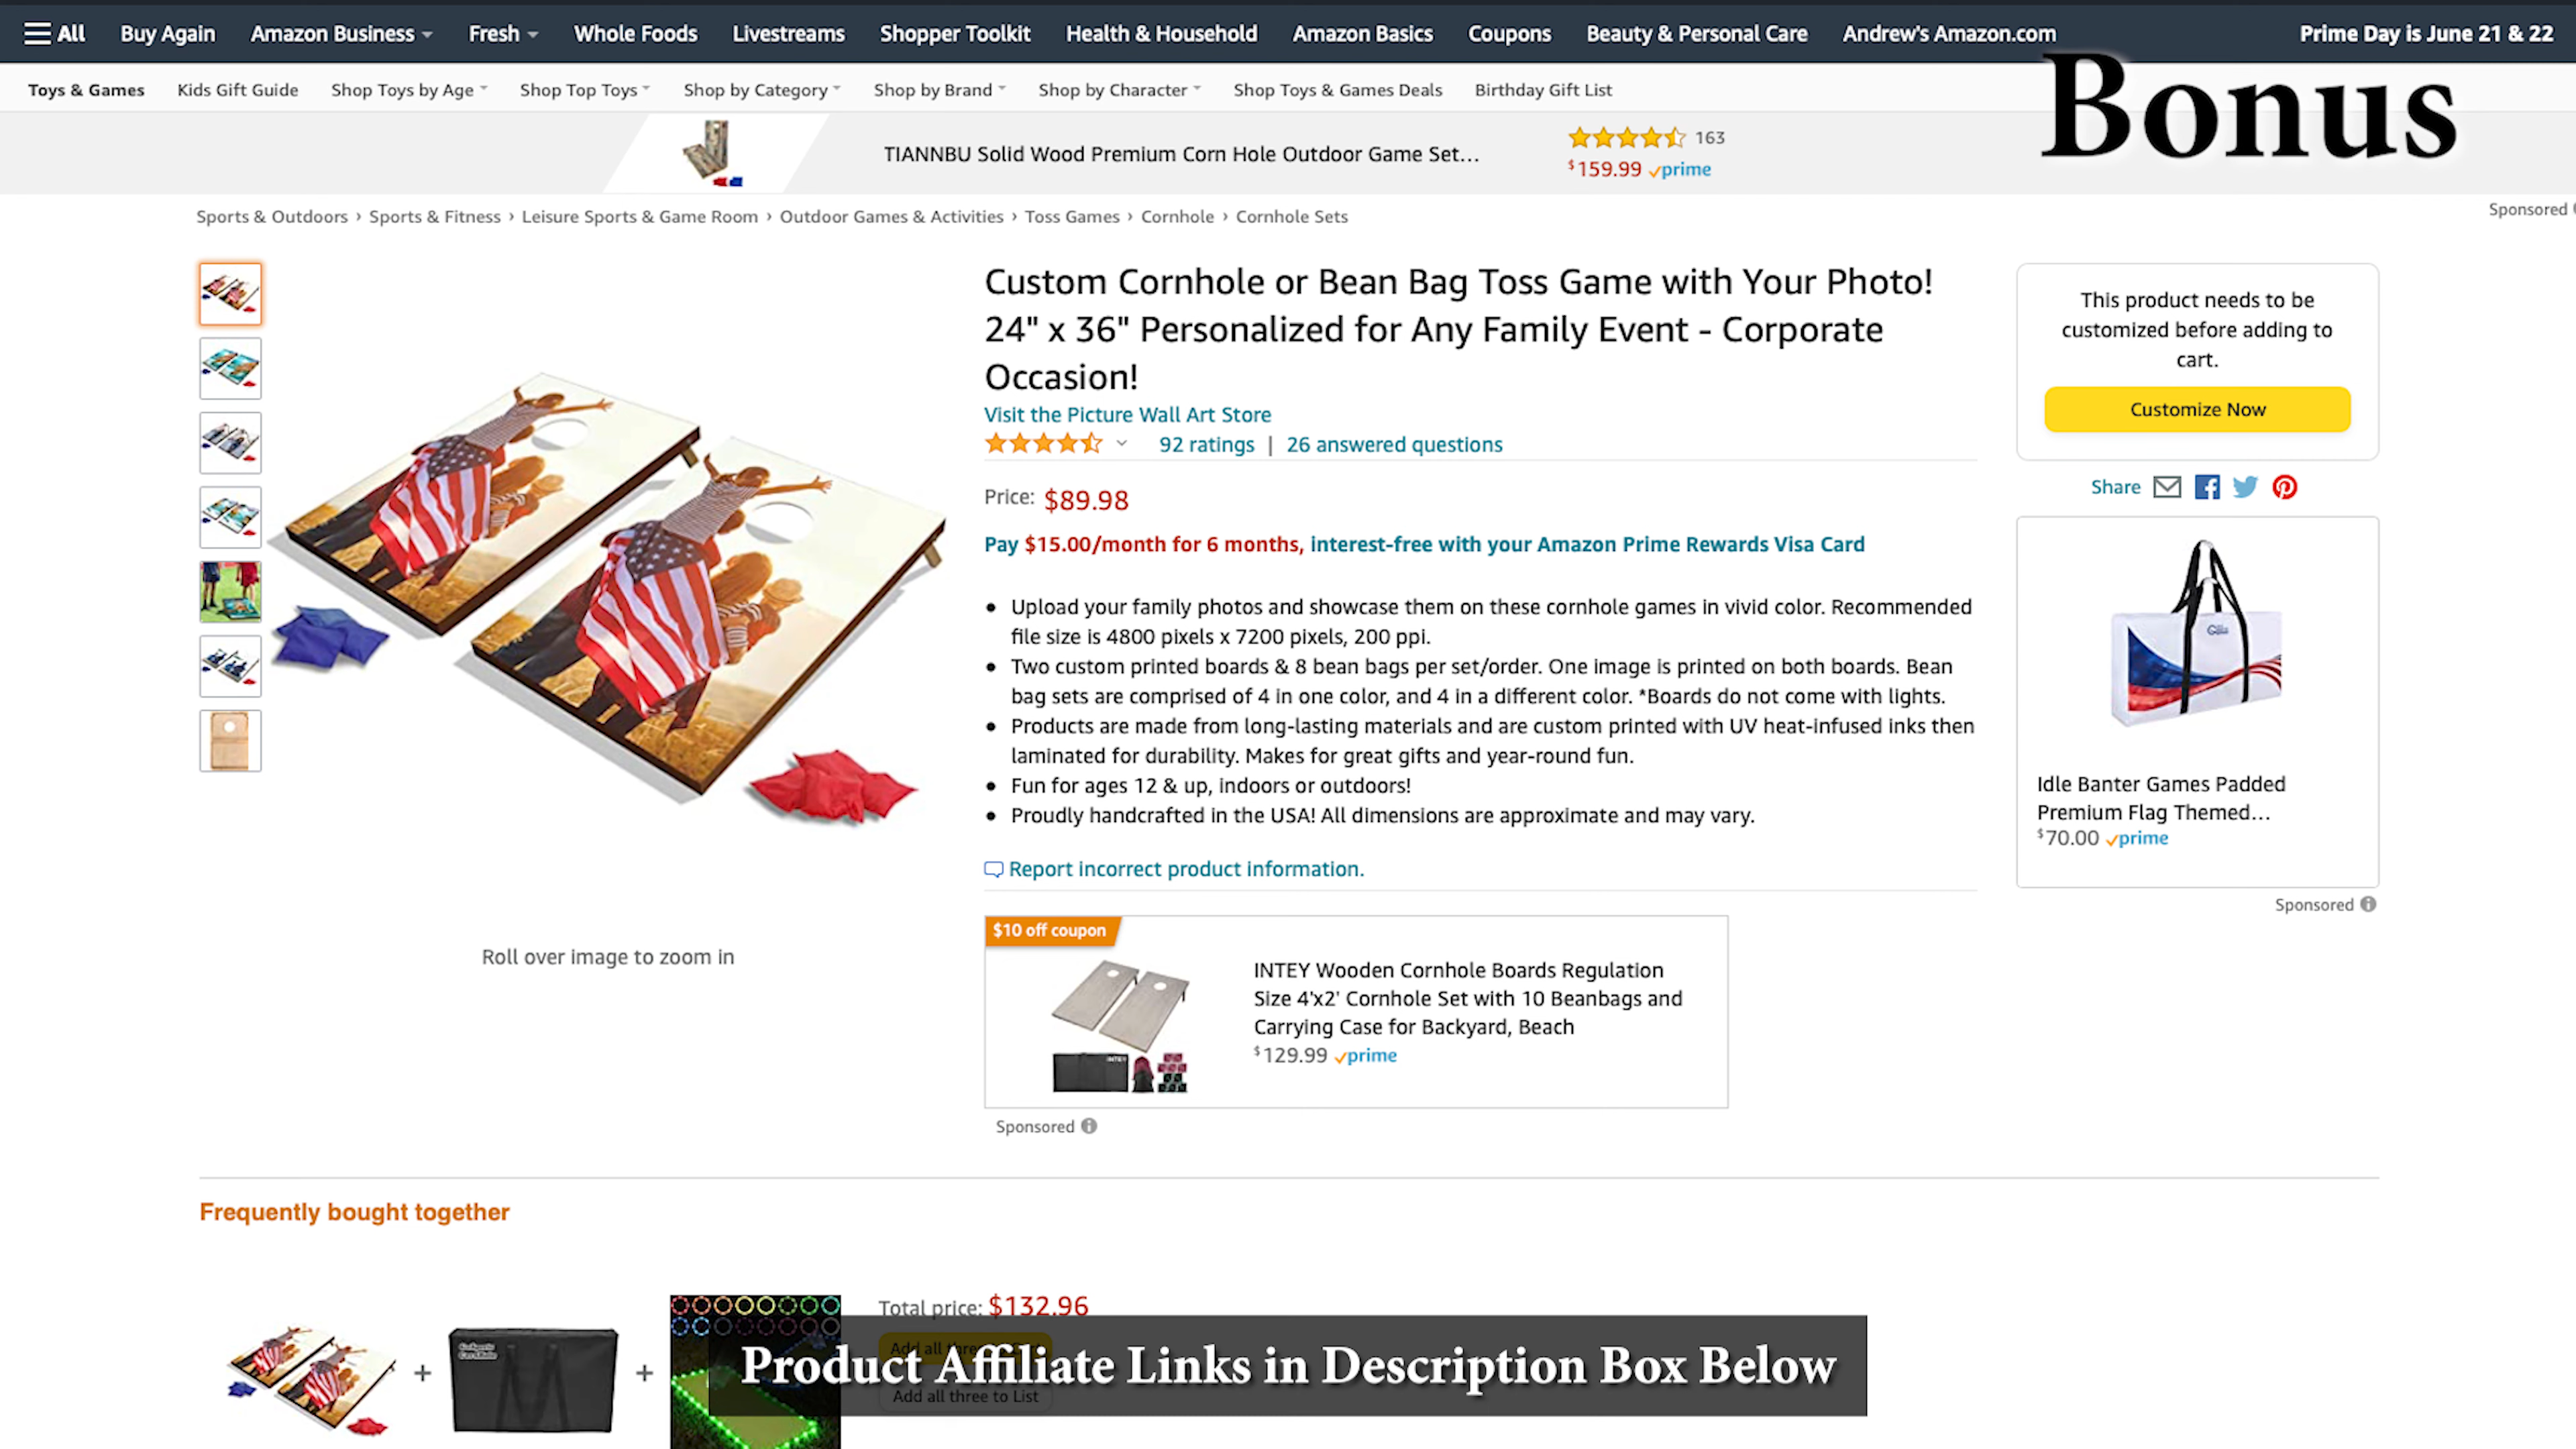 All Buy Again Amazon Business Fresh Whole Foods Livestreams Shopper Toolkit Health & Household Amazon Basics Coupons Beauty & Personal Care Andrew's Amazon.com Prime Day is June 21 & 22
Bonus
Toys & Games Kids Gift Guide Shop Toys by Age Shop Top Toys Shop by Category Shop by Brand Shop by Character Shop Toys & Games Deals Birthday Gift List
TIANNBU Solid Wood Premium Corn Hole Outdoor Game Set...
163
$159.99 prime
Sports & Outdoors › Sports & Fitness › Leisure Sports & Game Room › Outdoor Games & Activities › Toss Games › Cornhole › Cornhole Sets
Sponsored
Custom Cornhole or Bean Bag Toss Game with Your Photo!
24" x 36" Personalized for Any Family Event - Corporate
Occasion!
Visit the Picture Wall Art Store
92 ratings | 26 answered questions
Price: $89.98
Pay $15.00/month for 6 months, interest-free with your Amazon Prime Rewards Visa Card
• Upload your family photos and showcase them on these cornhole games in vivid color. Recommended
file size is 4800 pixels x 7200 pixels, 200 ppi.
• Two custom printed boards & 8 bean bags per set/order. One image is printed on both boards. Bean
bag sets are comprised of 4 in one color, and 4 in a different color. *Boards do not come with lights.
• Products are made from long-lasting materials and are custom printed with UV heat-infused inks then
laminated for durability. Makes for great gifts and year-round fun.
• Fun for ages 12 & up, indoors or outdoors!
• Proudly handcrafted in the USA! All dimensions are approximate and may vary.
Report incorrect product information.
This product needs to be
customized before adding to
cart.
Customize Now
Share
Idle Banter Games Padded
Premium Flag Themed...
$70.00 prime
Sponsored
Roll over image to zoom in
$10 off coupon
INTEY Wooden Cornhole Boards Regulation
Size 4'x2' Cornhole Set with 10 Beanbags and
Carrying Case for Backyard, Beach
$129.99 prime
INTEY
Sponsored
Frequently bought together
Total price: $132.96
Add all three
Product Affiliate Links in Description Box Below
Add all three to List